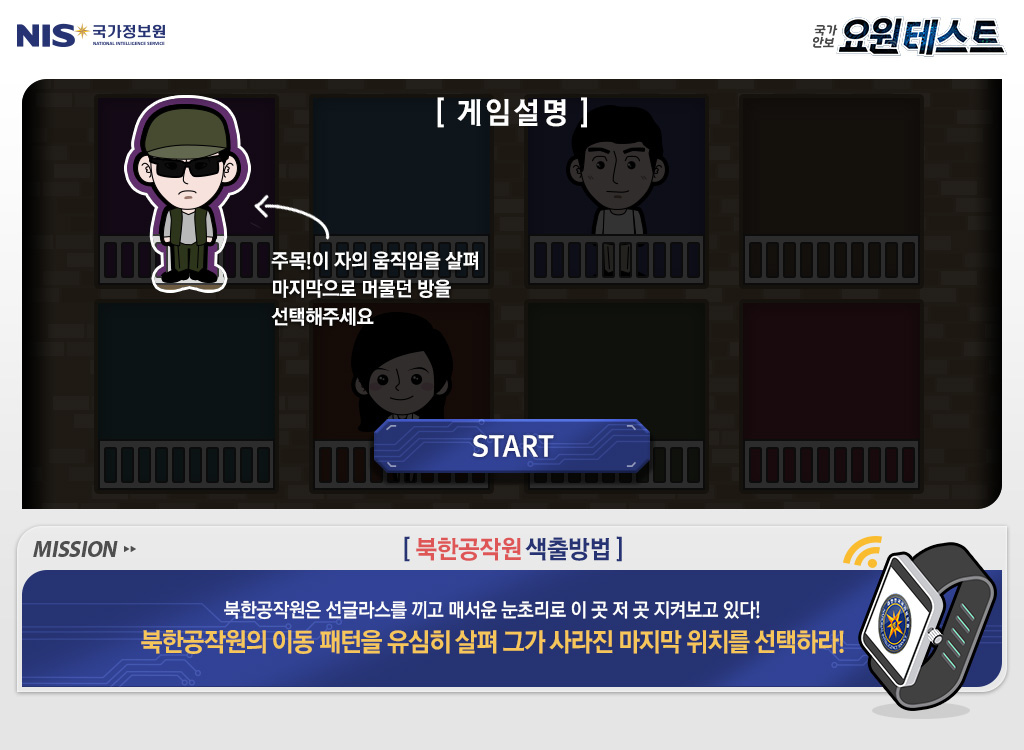 NIS 국가정보원
NATIONAL INTELLIGENCE SERVICE
국가
안보
요원테스트
[ 게임설명 ]
주목!이 자의 움직임을 살펴
마지막으로 머물던 방을
선택해주세요
START
MISSION
[ 북한공작원 색출방법 ]
북한공작원은 선글라스를 끼고 매서운 눈초리로 이 곳 저 곳 지켜보고 있다!
북한공작원의 이동 패턴을 유심히 살펴 그가 사라진 마지막 위치를 선택하라!